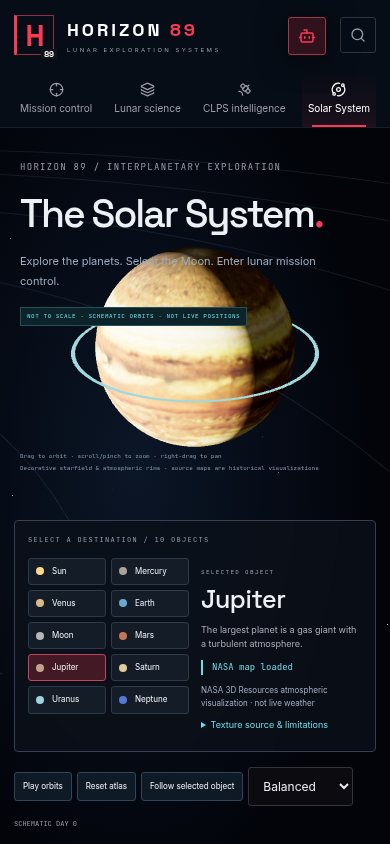 H
89
HORIZON 89
LUNAR EXPLORATION SYSTEMS
Mission control
Lunar science
CLPS intelligence
Solar System
HORIZON 89 / INTERPLANETARY EXPLORATION
The Solar System.
Explore the planets. Select the Moon. Enter lunar mission
control.
NOT TO SCALE · SCHEMATIC ORBITS · NOT LIVE POSITIONS
Drag to orbit · scroll/pinch to zoom · right-drag to pan
Decorative starfield & atmospheric rims · source maps are historical visualizations
SELECT A DESTINATION / 10 OBJECTS
Sun
Mercury
Venus
Earth
Moon
Mars
Jupiter
Saturn
Uranus
Neptune
SELECTED OBJECT
Jupiter
The largest planet is a gas giant with
a turbulent atmosphere.
NASA map loaded
NASA 3D Resources atmospheric
visualization · not live weather
Texture source & limitations
Play orbits
Reset atlas
Follow selected object
Balanced
SCHEMATIC DAY 0